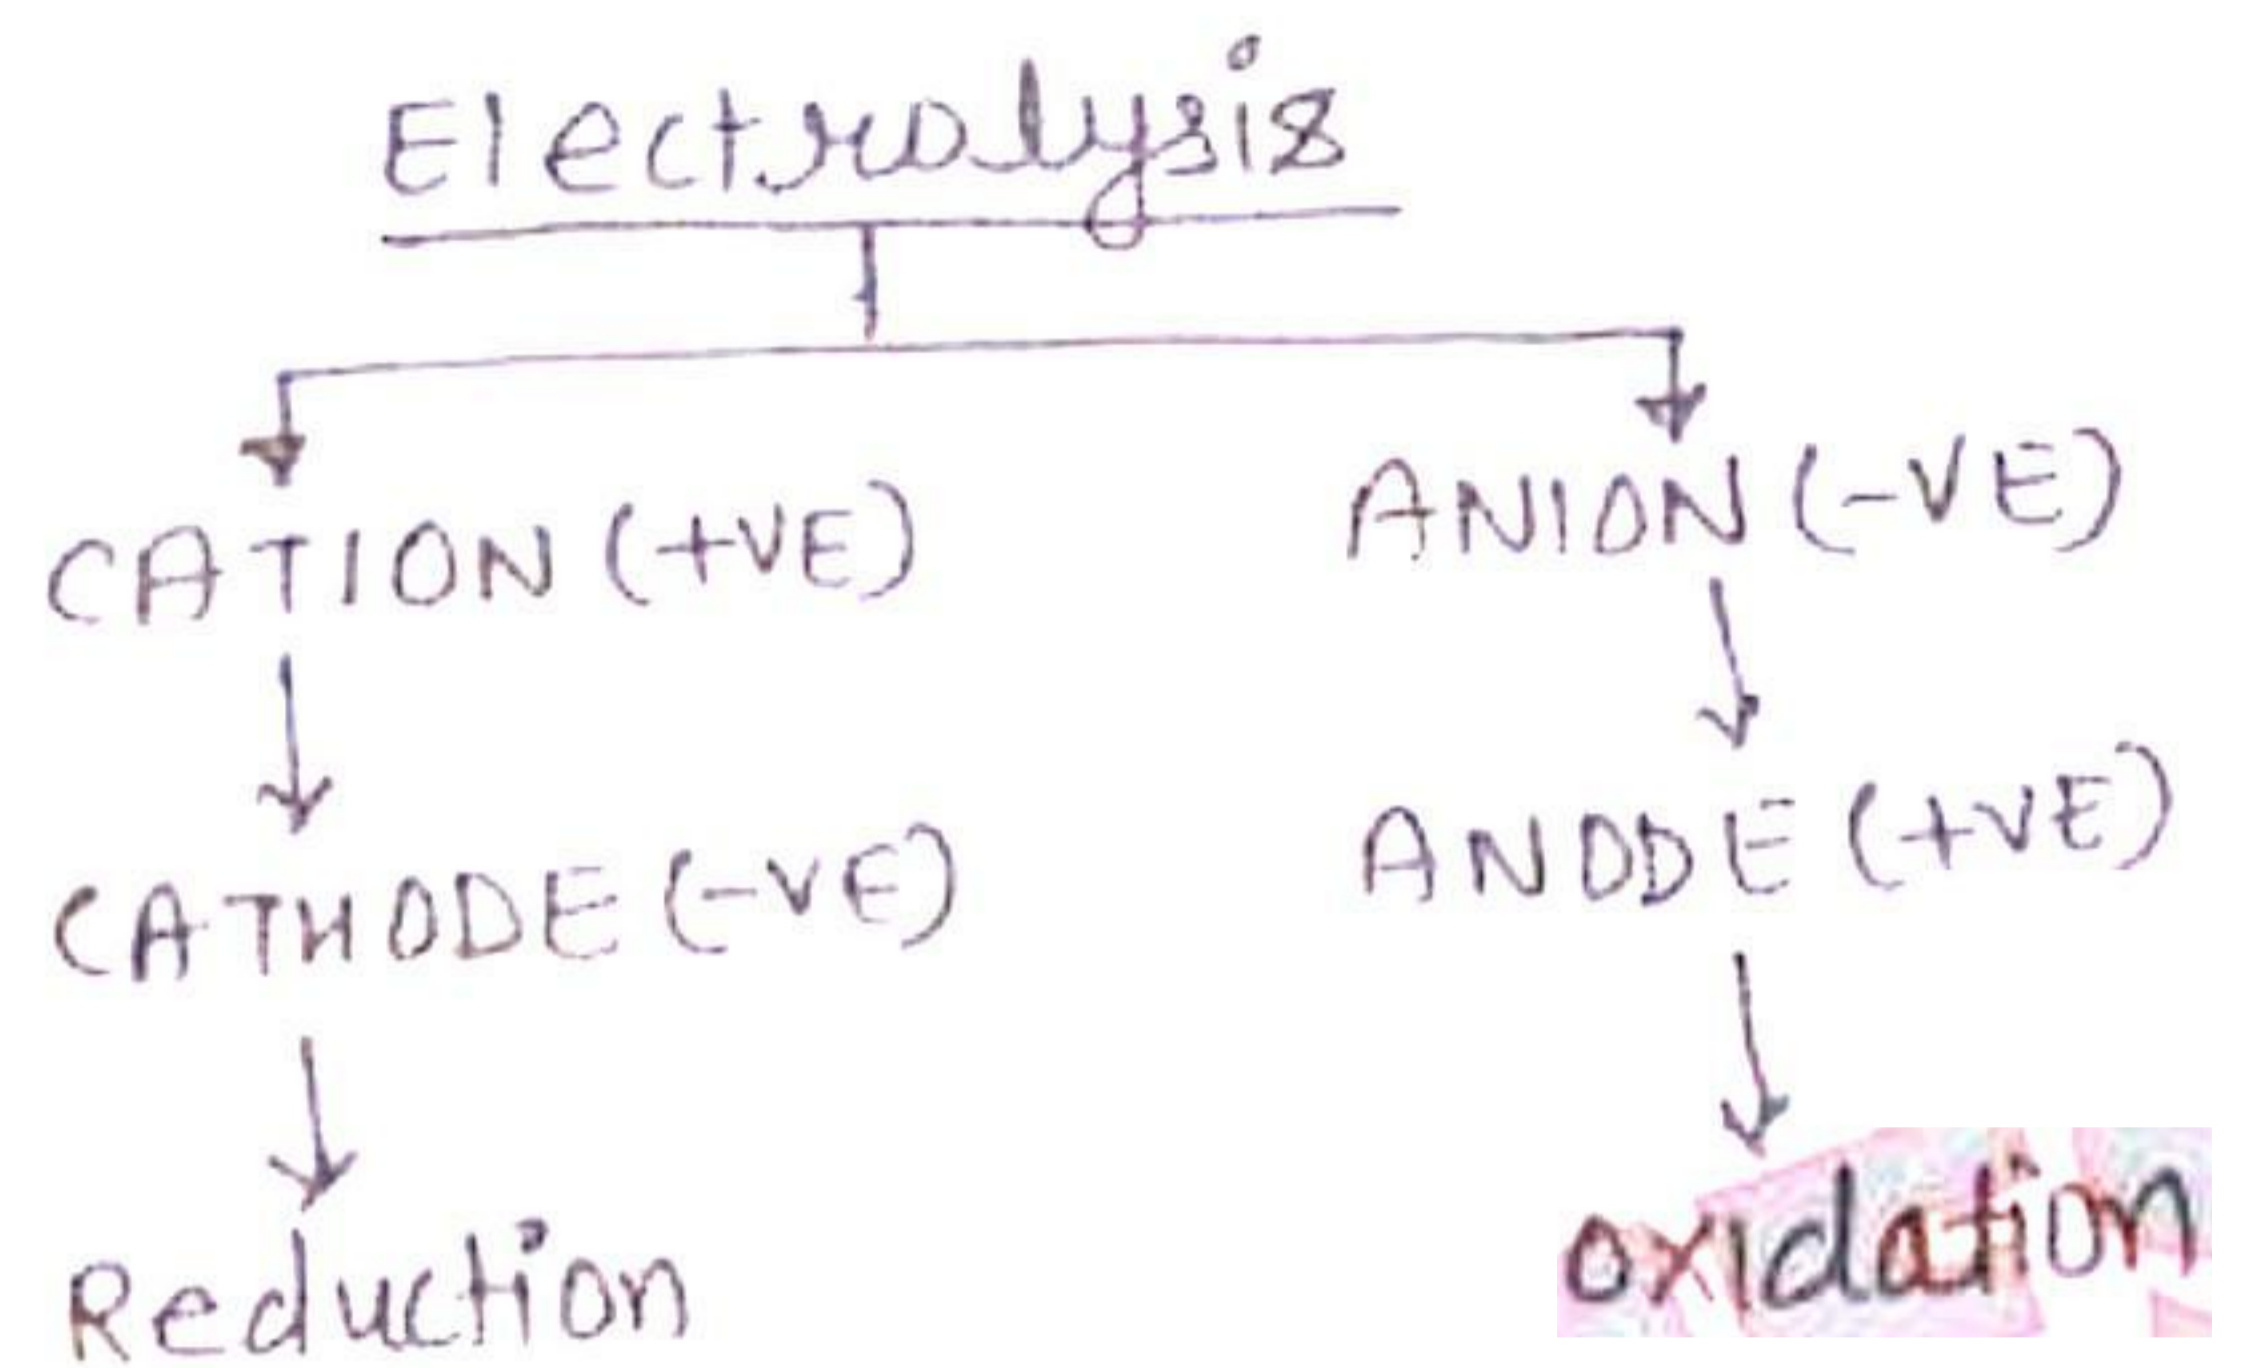 Electrolysis
CATION (+VE) ANION (-VE)
CATHODE (-VE) ANODE (+VE)
Reduction oxidation